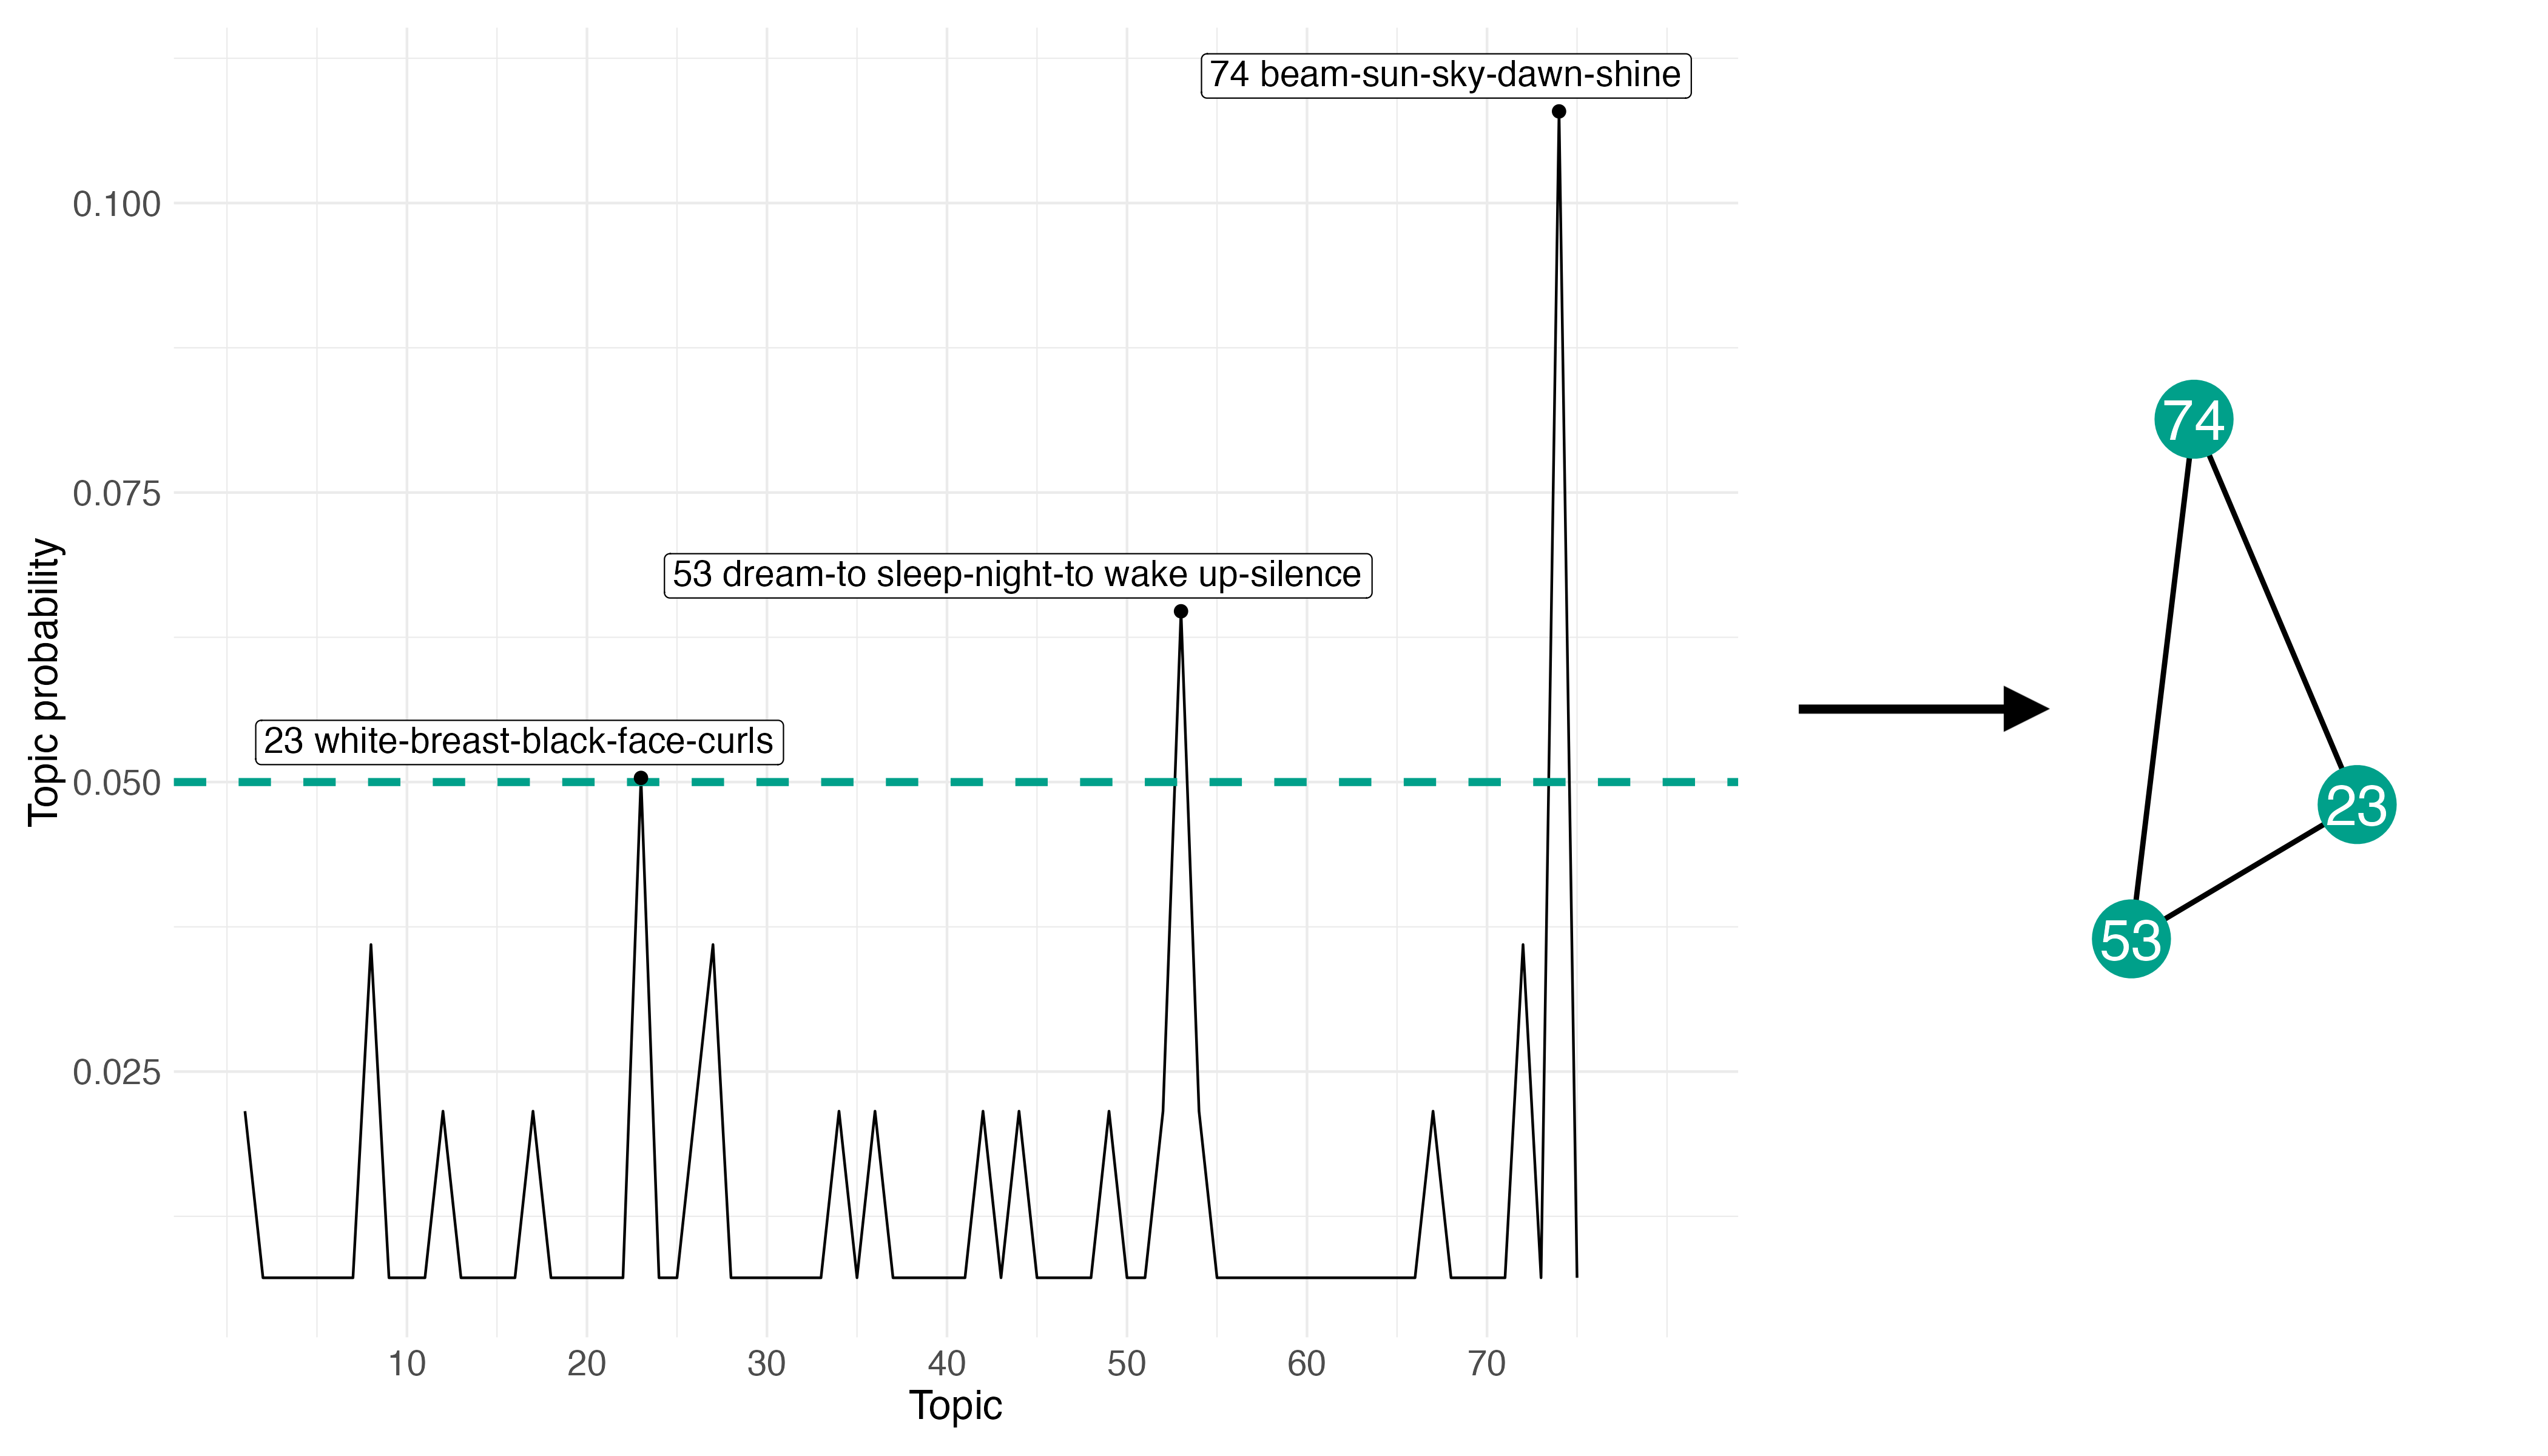 74 beam-sun-sky-dawn-shine
0.100
0.075
53 dream-to sleep-night-to wake up-silence
23 white-breast-black-face-curls
0.050
0.025
Topic probability
10 20 30 40 50 60 70
Topic
74
23
53